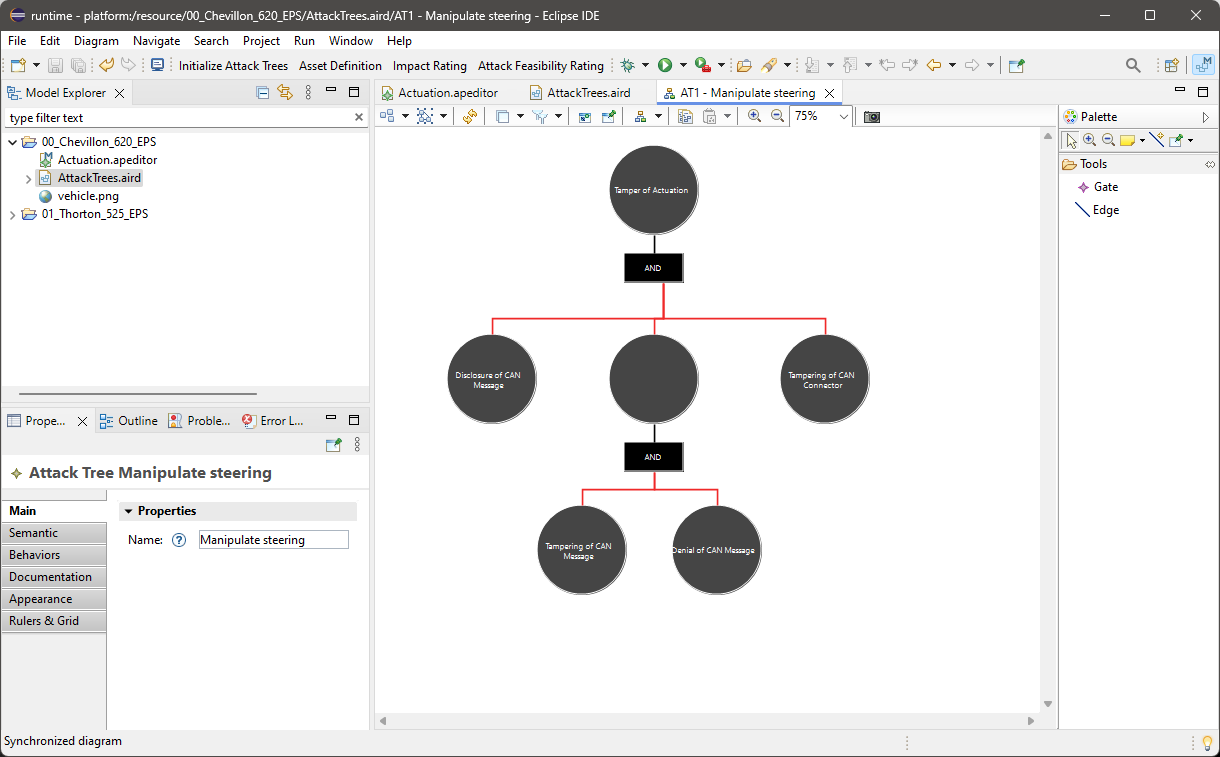 runtime - platform:/resource/00_Chevillon_620_EPS/AttackTrees.aird/AT1 - Manipulate steering - Eclipse IDE
File Edit Diagram Navigate Search Project Run Window Help
Initialize Attack Trees Asset Definition Impact Rating Attack Feasibility Rating
Model Explorer
type filter text
00_Chevillon_620_EPS
Actuation.apeditor
AttackTrees.aird
vehicle.png
01_Thorton_525_EPS
Actuation.apeditor AttackTrees.aird AT1 - Manipulate steering
75%
Tamper of Actuation
AND
Disclosure of CAN
Message
Tampering of CAN
Connector
AND
Tampering of CAN
Message
Denial of CAN Message
Palette
Tools
Gate
Edge
Prope... Outline Proble... Error L...
Attack Tree Manipulate steering
Main
Semantic
Behaviors
Documentation
Appearance
Rulers & Grid
Properties
Name: ? Manipulate steering
Synchronized diagram